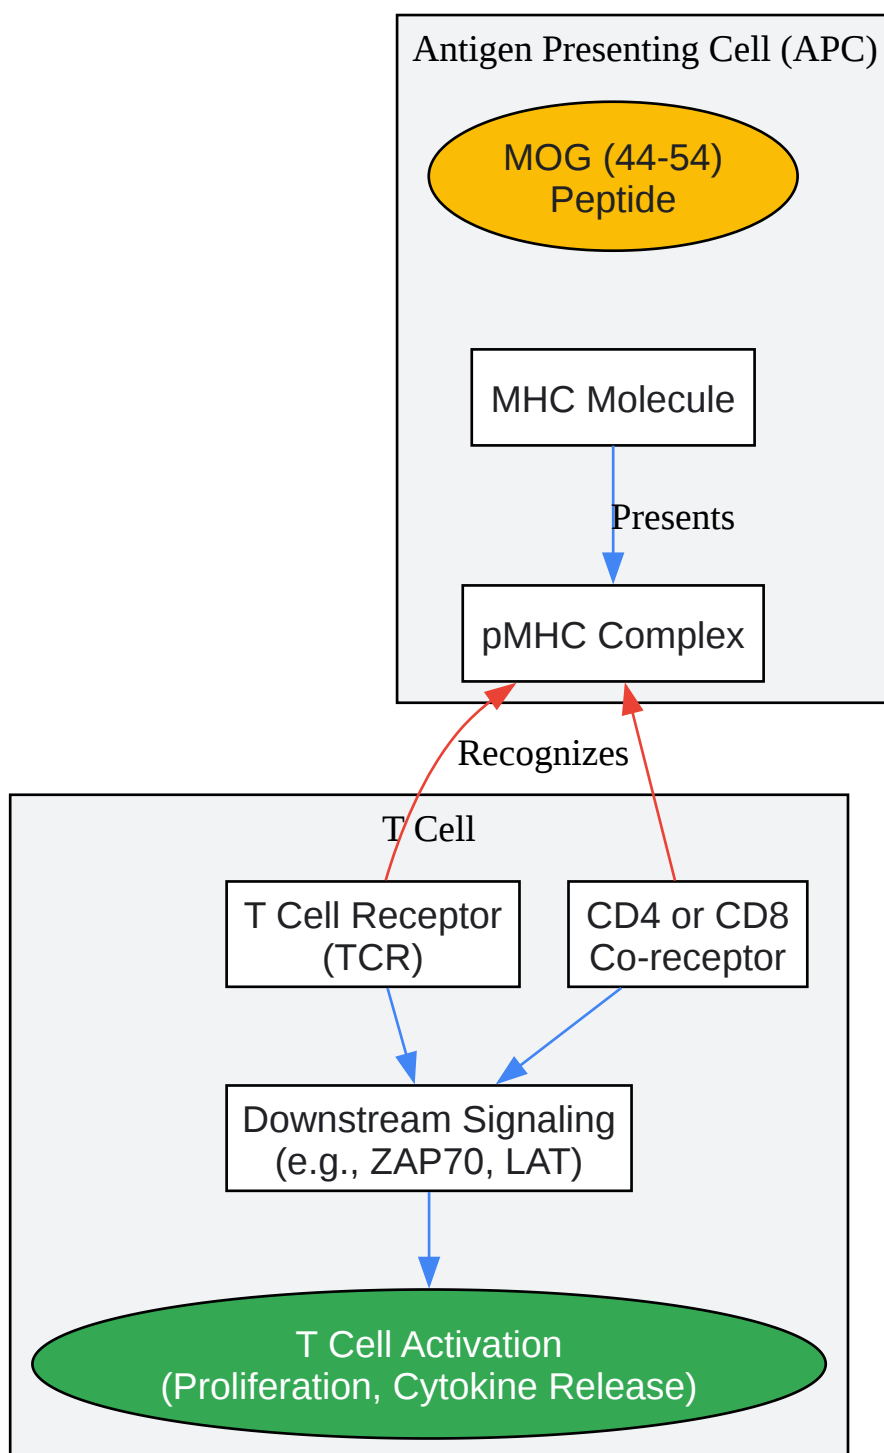 Antigen Presenting Cell (APC)
MOG (44-54)
Peptide
MHC Molecule
Presents
pMHC Complex
Recognizes
T Cell
T Cell Receptor
(TCR)
CD4 or CD8
Co-receptor
Downstream Signaling
(e.g., ZAP70, LAT)
T Cell Activation
(Proliferation, Cytokine Release)